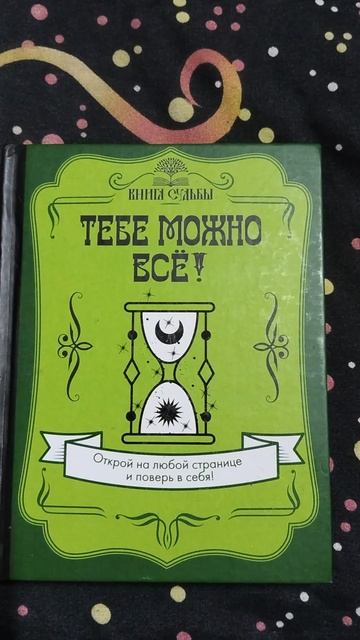 КНИГА СУДЬБЫ
ТЕБЕ МОЖНО
ВСЁ!
Открой на любой странице
и поверь в себя!